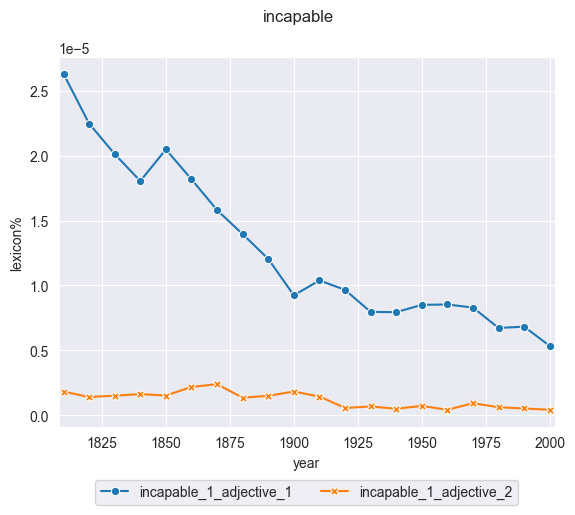 incapable
1e−5
2.5
2.0
1.5
1.0
0.5
0.0
lexicon%
1825 1850 1875 1900 1925 1950 1975 2000
year
incapable_1_adjective_1 incapable_1_adjective_2